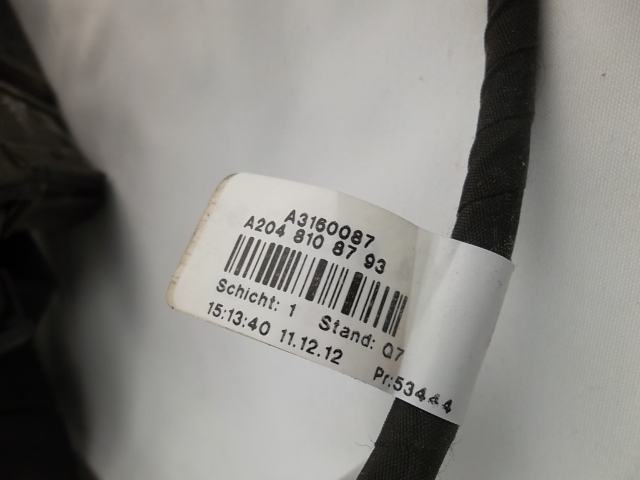 A3160087
A204 810 87 93
Schicht: 1 Stand: Q7
15:13:40 11.12.12 Pr:53444